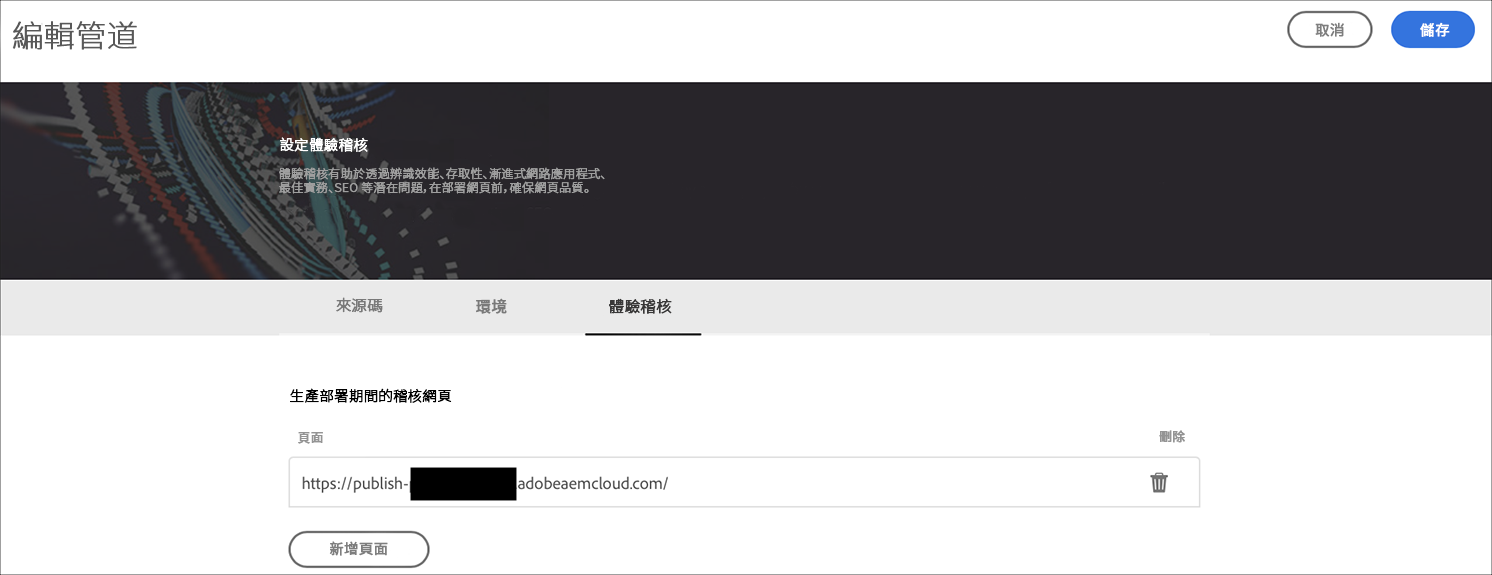 編輯管道
取消
儲存
設定體驗稽核
體驗稽核有助於透過辨識效能、存取性、漸進式網路應用程式、
最佳實務、SEO 等潛在問題, 在部署網頁前, 確保網頁品質。
來源碼
環境
體驗稽核
生產部署期間的稽核網頁
頁面
刪除
https://publish- adobeaemcloud.com/
新增頁面